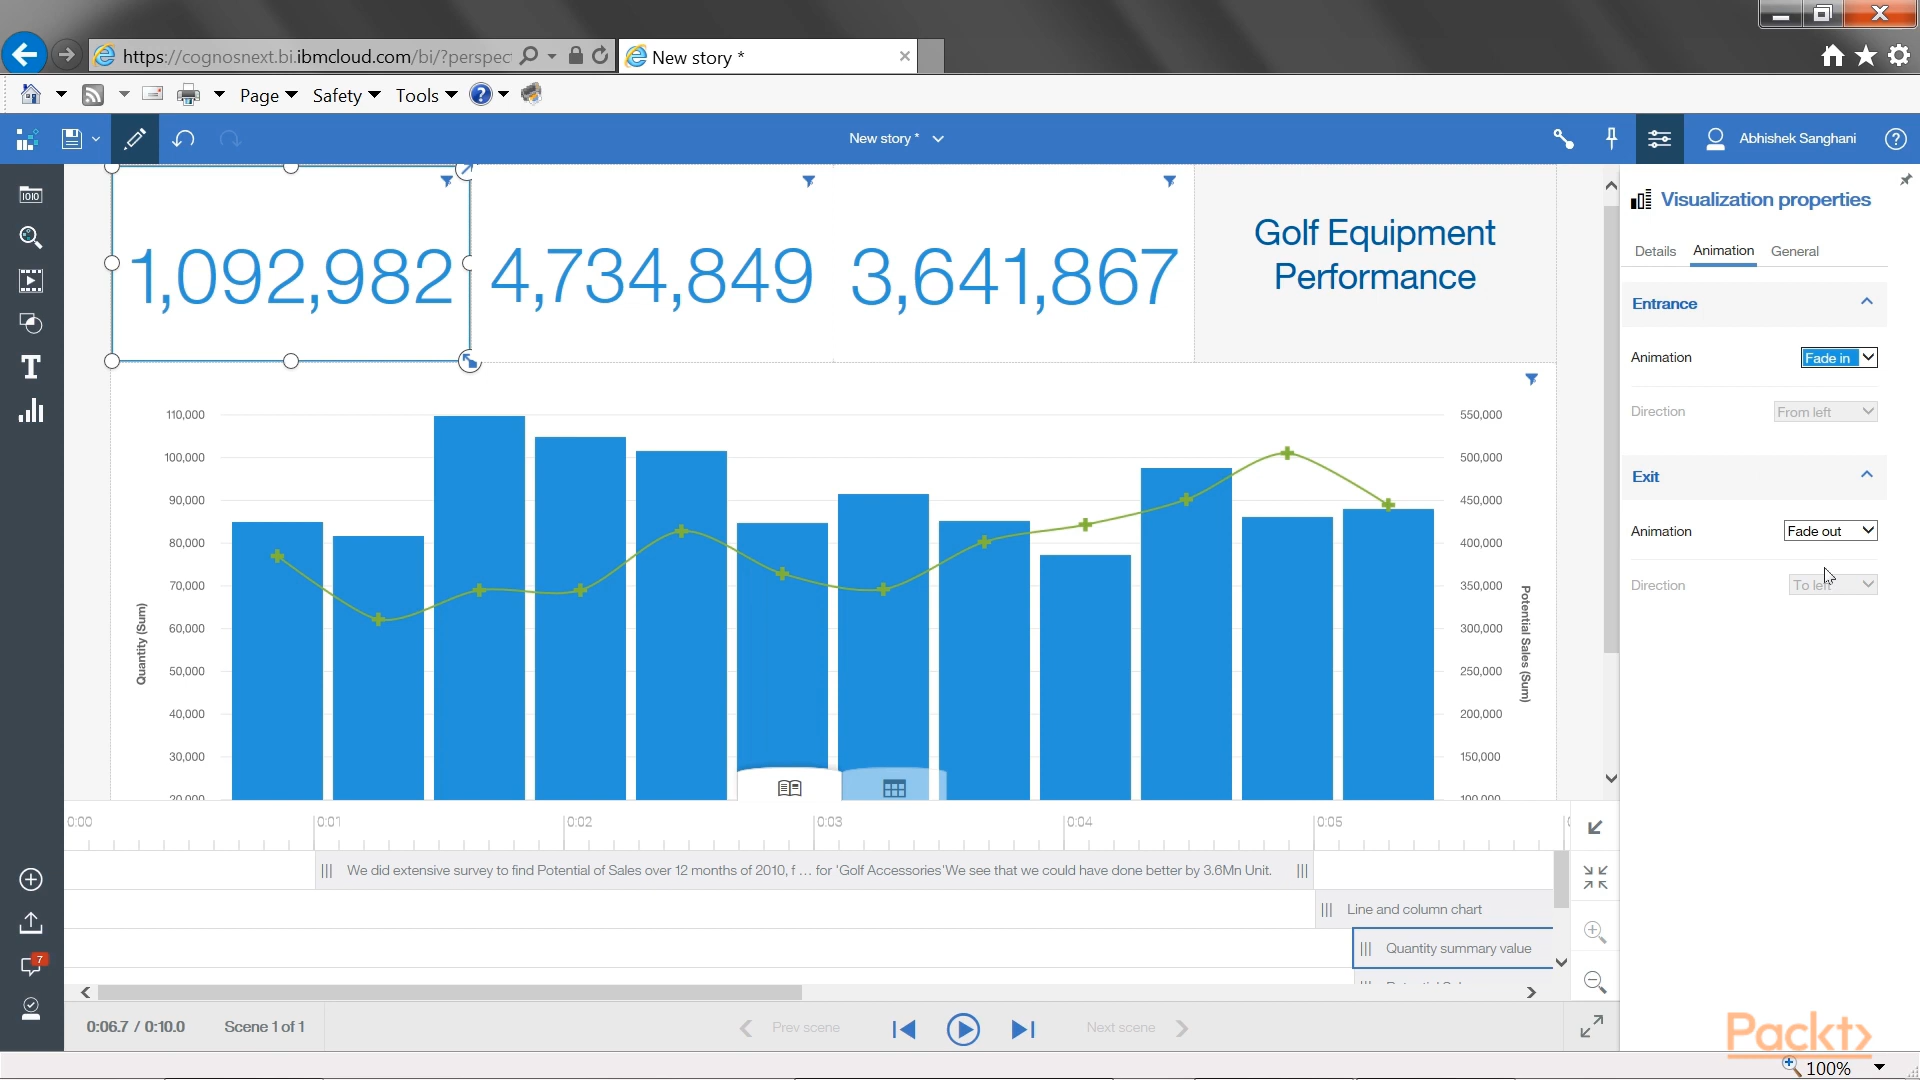 https://cognosnext.bi.ibmcloud.com/bi/?perspec
New story *
Page
Safety
Tools
New story *
Abhishek Sanghani
1,092,982
4,734,849
3,641,867
Golf Equipment
Performance
Visualization properties
Details
Animation
General
Entrance
Animation
Fade in
Direction
From left
Exit
Animation
Fade out
Direction
To left
110,000
100,000
90,000
80,000
70,000
60,000
50,000
40,000
30,000
20,000
Quantity (Sum)
550,000
500,000
450,000
400,000
350,000
300,000
250,000
200,000
150,000
100,000
Potential Sales (Sum)
0:00
0:01
0:02
0:03
0:04
0:05
We did extensive survey to find Potential of Sales over 12 months of 2010, f ... for 'Golf Accessories'We see that we could have done better by 3.6Mn Unit.
Line and column chart
Quantity summary value
7
0:06.7 / 0:10.0
Scene 1 of 1
Prev scene
Next scene
Packt>
100%